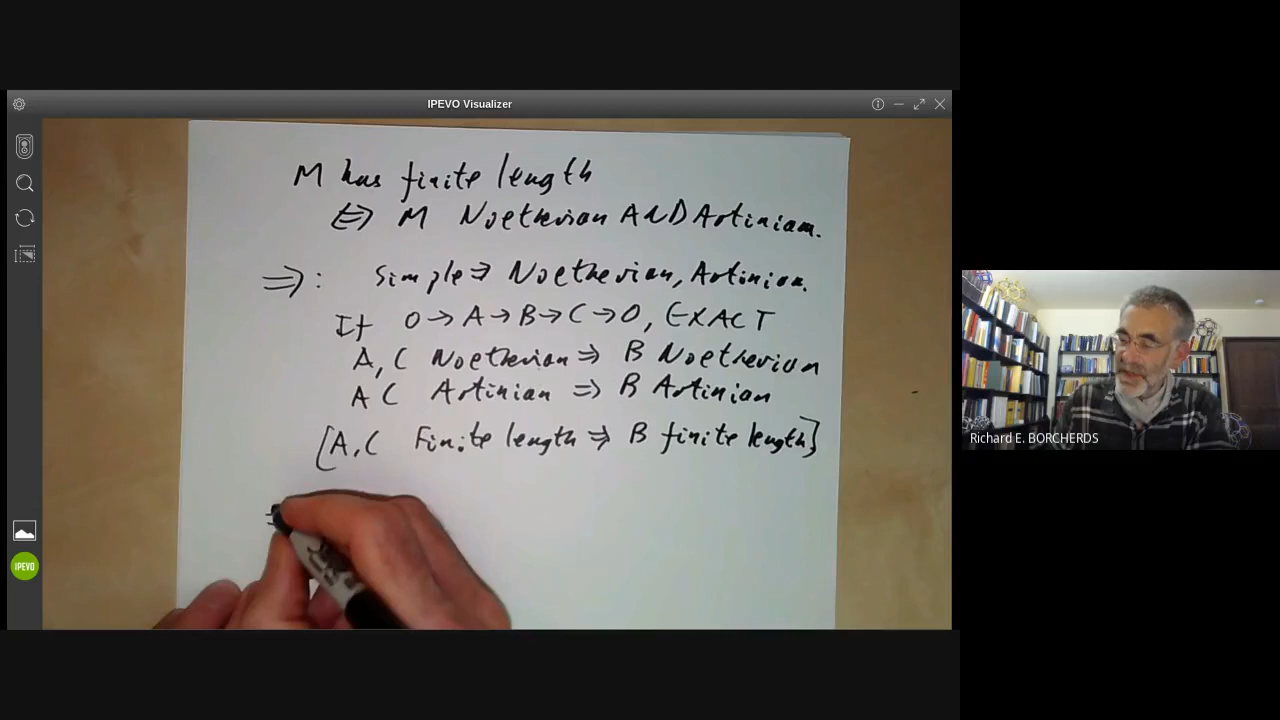 IPEVO Visualizer
M has finite length
⇔ M Noetherian AND Artinian.
⇒: Simple ⇒ Noetherian, Artinian.
If 0 → A → B → C → 0, EXACT
A, C Noetherian ⇒ B Noetherian
A C Artinian ⇒ B Artinian
[A, C Finite length ⇒ B finite length]
Richard E. BORCHERDS
IPEVO